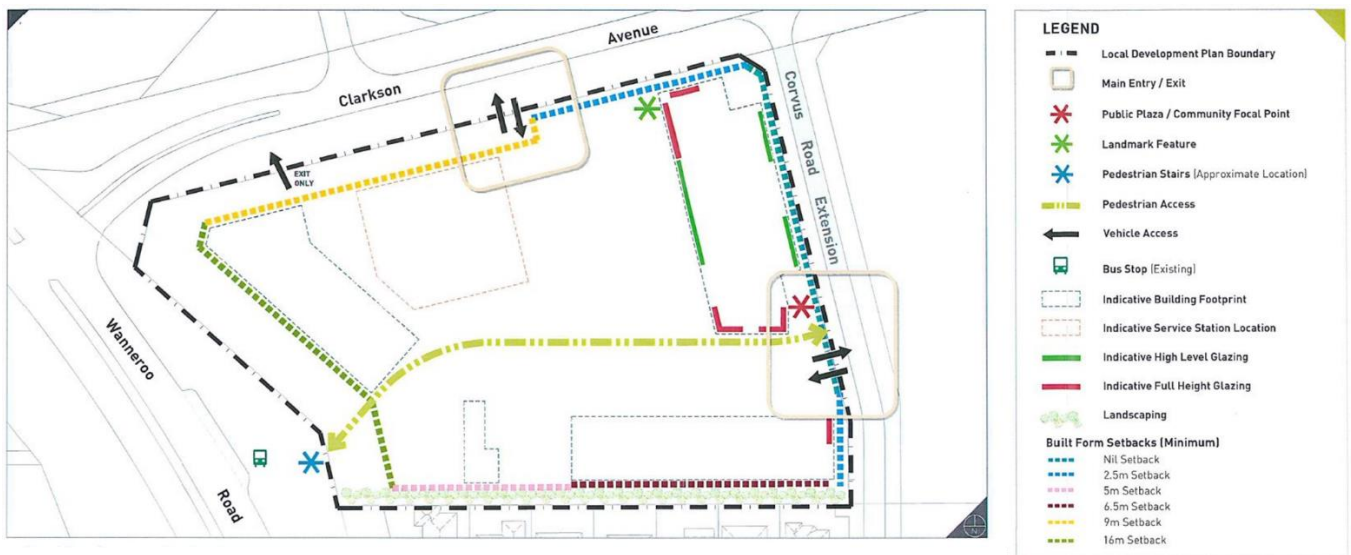 Avenue
Clarkson
EXIT
ONLY
Corvus Road Extension
Wanneroo
Road
N
LEGEND
Local Development Plan Boundary
Main Entry / Exit
Public Plaza / Community Focal Point
Landmark Feature
Pedestrian Stairs (Approximate Location)
Pedestrian Access
Vehicle Access
Bus Stop (Existing)
Indicative Building Footprint
Indicative Service Station Location
Indicative High Level Glazing
Indicative Full Height Glazing
Landscaping
Built Form Setbacks (Minimum)
Nil Setback
2.5m Setback
5m Setback
6.5m Setback
9m Setback
16m Setback